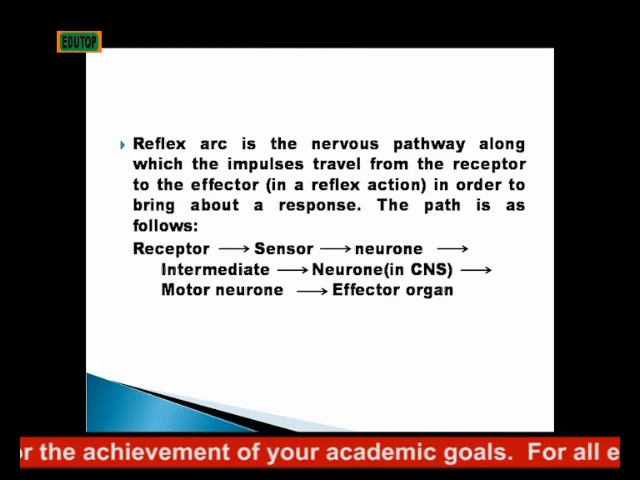 EDUTOP
Reflex arc is the nervous pathway along
which the impulses travel from the receptor
to the effector (in a reflex action) in order to
bring about a response. The path is as
follows:
Receptor → Sensor → neurone →
Intermediate → Neurone(in CNS) →
Motor neurone → Effector organ
or the achievement of your academic goals. For all e